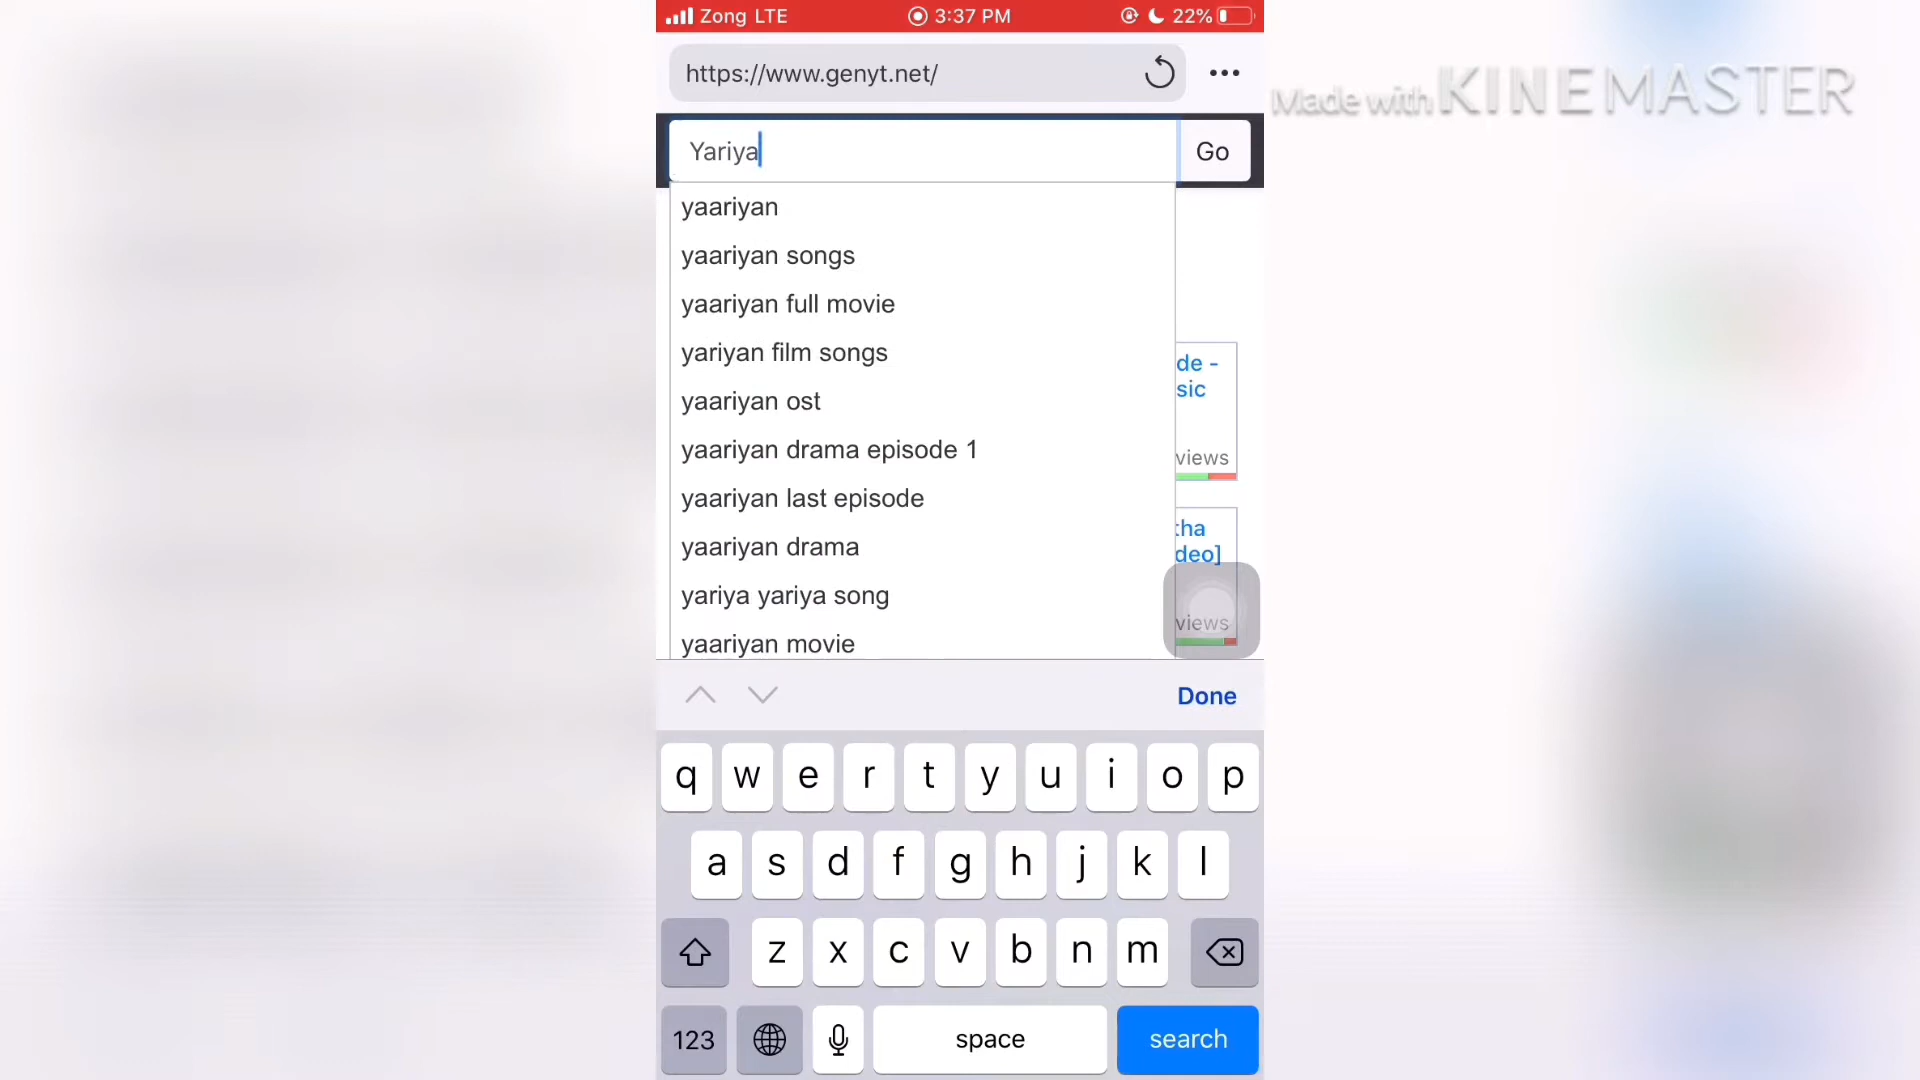 Zong LTE 3:37 PM 22%
https://www.genyt.net/
Made with KINEMASTER
Yariya Go
yaariyan
yaariyan songs
yaariyan full movie
yariyan film songs
yaariyan ost
yaariyan drama episode 1
yaariyan last episode
yaariyan drama
yariya yariya song
yaariyan movie
de -
sic
views
tha
deo]
views
Done
q w e r t y u i o p
a s d f g h j k l
z x c v b n m
123 space search